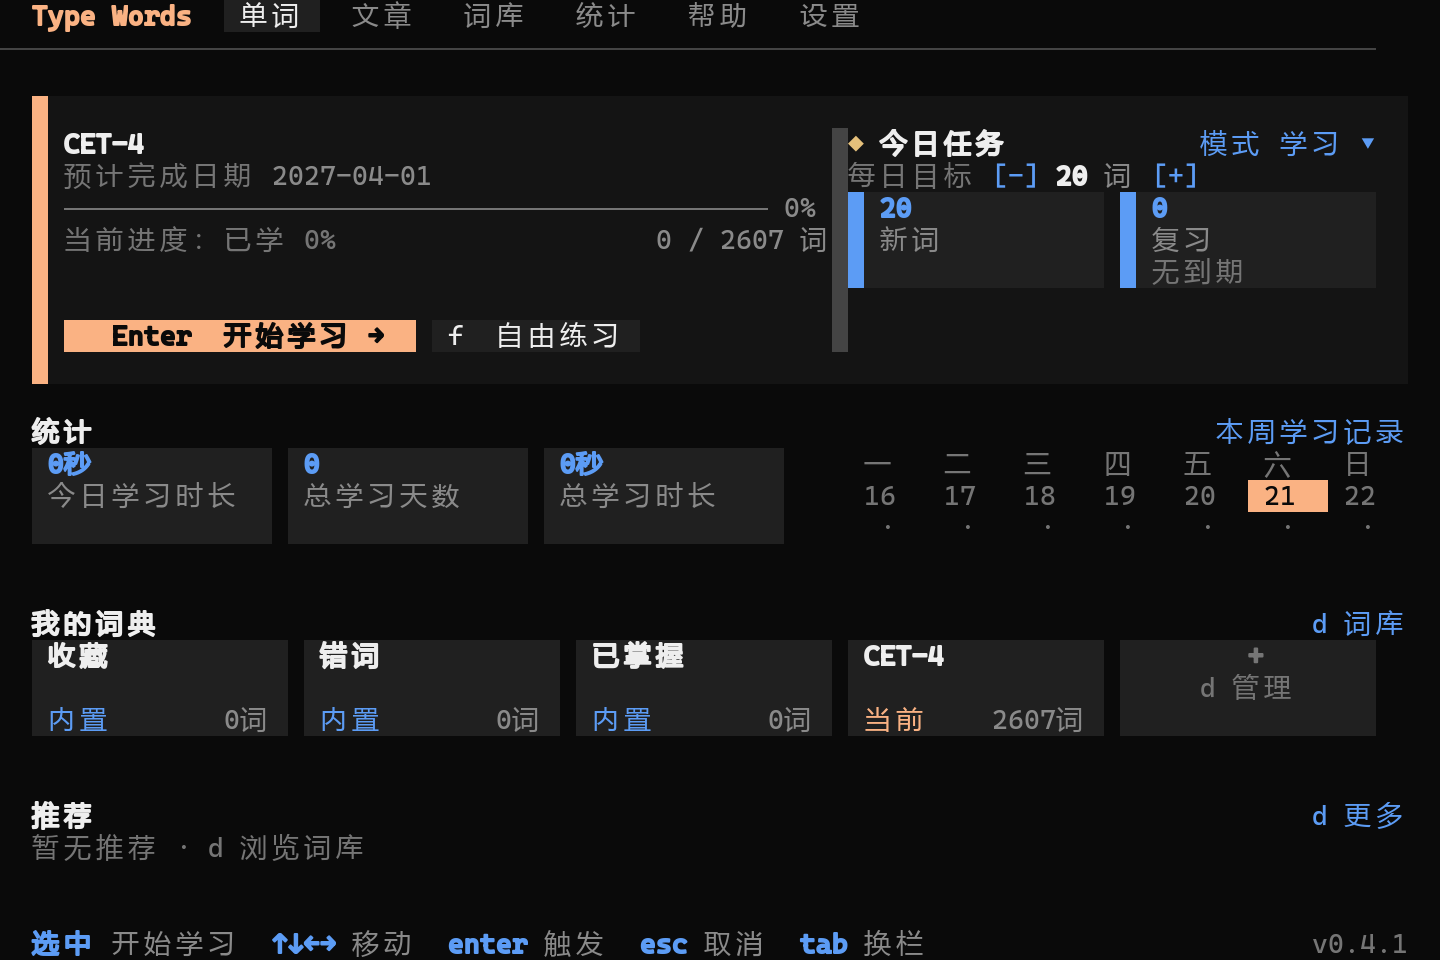 Type Words 单词 文章 词库 统计 帮助 设置
CET-4
预计完成日期 2027-04-01
0%
当前进度: 已学 0% 0 / 2607 词
Enter 开始学习 → f 自由练习
◆ 今日任务 模式 学习 ▼
每日目标 [-] 20 词 [+]
20
新词
0
复习
无到期
统计 本周学习记录
0秒
今日学习时长
0
总学习天数
0秒
总学习时长
一 二 三 四 五 六 日
16 17 18 19 20 21 22
· · · · · · ·
我的词典 d 词库
收藏
内置 0词
错词
内置 0词
已掌握
内置 0词
CET-4
当前 2607词
+
d 管理
推荐 d 更多
暂无推荐 · d 浏览词库
选中 开始学习 ↑↓←→ 移动 enter 触发 esc 取消 tab 换栏 v0.4.1